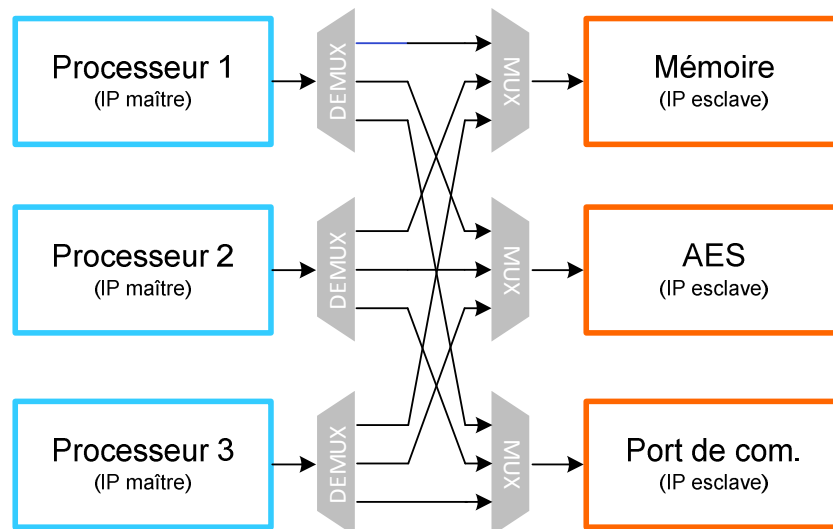 Processeur 1
(IP maître)
DEMUX
MUX
Mémoire
(IP esclave)
Processeur 2
(IP maître)
DEMUX
MUX
AES
(IP esclave)
Processeur 3
(IP maître)
DEMUX
MUX
Port de com.
(IP esclave)